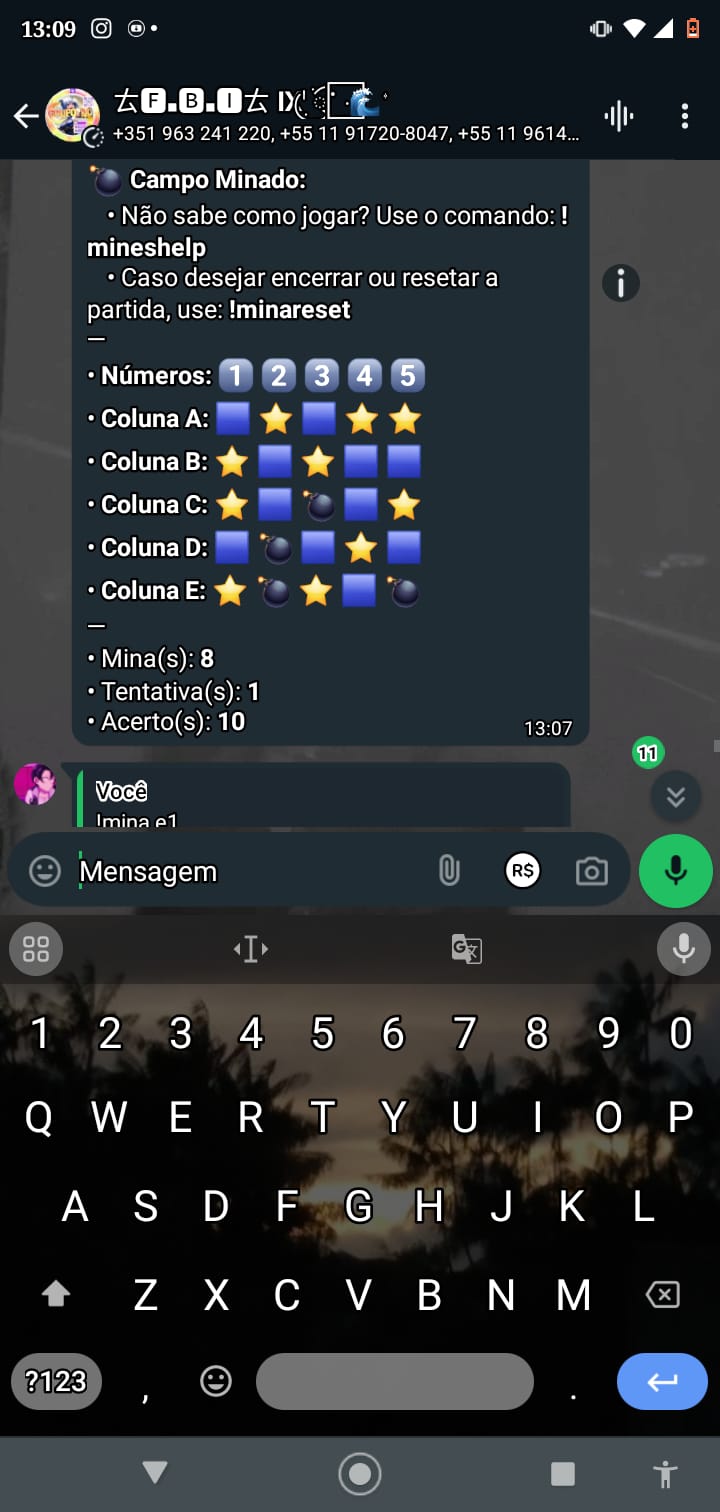 13:09
去🅵.🅱.🅸去
+351 963 241 220, +55 11 91720-8047, +55 11 9614...
💣 Campo Minado:
• Não sabe como jogar? Use o comando: !
mineshelp
• Caso desejar encerrar ou resetar a
partida, use: !minareset
—
• Números: 1️⃣ 2️⃣ 3️⃣ 4️⃣ 5️⃣
• Coluna A: 🟦 ⭐ 🟦 ⭐ ⭐
• Coluna B: ⭐ 🟦 ⭐ 🟦 🟦
• Coluna C: ⭐ 🟦 💣 🟦 ⭐
• Coluna D: 🟦 💣 🟦 ⭐ 🟦
• Coluna E: ⭐ 💣 ⭐ 🟦 💣
—
• Mina(s): 8
• Tentativa(s): 1
• Acerto(s): 10
13:07
11
Você
!mina e1
Mensagem
R$
1 2 3 4 5 6 7 8 9 0
Q W E R T Y U I O P
A S D F G H J K L
Z X C V B N M
?123 , .